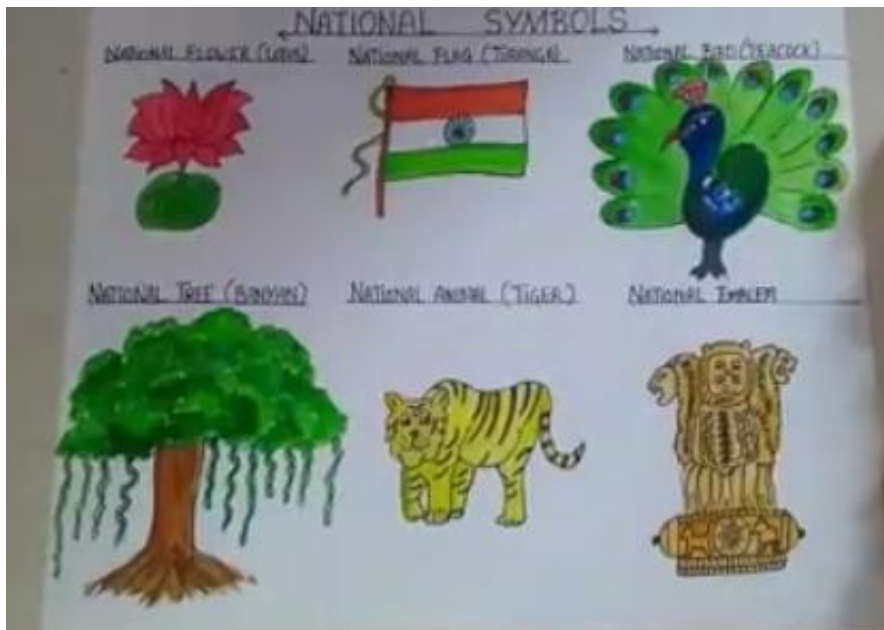 NATIONAL SYMBOLS
NATIONAL FLOWER (LOTUS)
NATIONAL FLAG (TIRANGA)
NATIONAL BIRD (PEACOCK)
NATIONAL TREE (BANYAN)
NATIONAL ANIMAL (TIGER)
NATIONAL EMBLEM